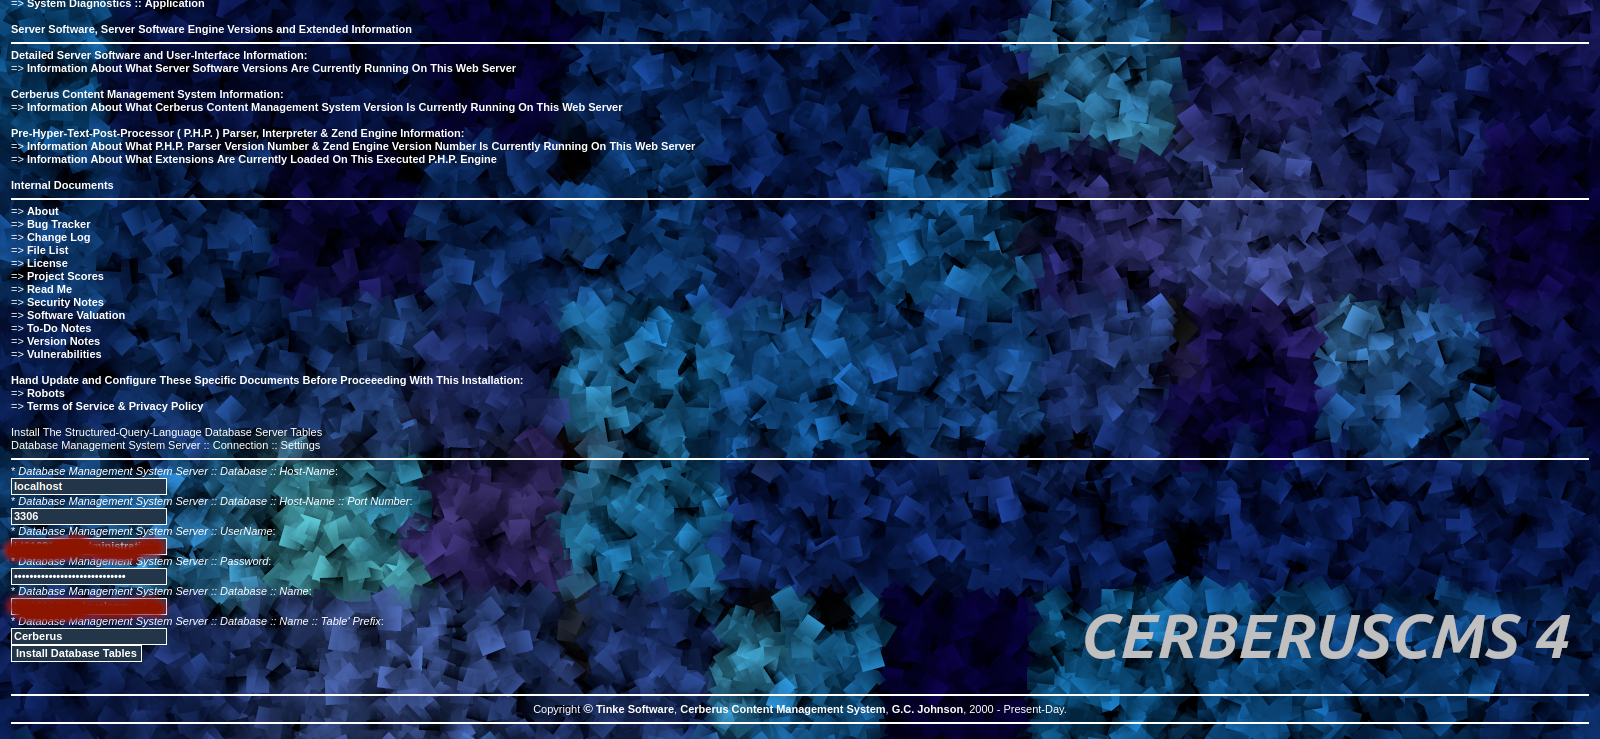 => System Diagnostics :: Application
Server Software, Server Software Engine Versions and Extended Information
Detailed Server Software and User-Interface Information:
=> Information About What Server Software Versions Are Currently Running On This Web Server
Cerberus Content Management System Information:
=> Information About What Cerberus Content Management System Version Is Currently Running On This Web Server
Pre-Hyper-Text-Post-Processor ( P.H.P. ) Parser, Interpreter & Zend Engine Information:
=> Information About What P.H.P. Parser Version Number & Zend Engine Version Number Is Currently Running On This Web Server
=> Information About What Extensions Are Currently Loaded On This Executed P.H.P. Engine
Internal Documents
=> About
=> Bug Tracker
=> Change Log
=> File List
=> License
=> Project Scores
=> Read Me
=> Security Notes
=> Software Valuation
=> To-Do Notes
=> Version Notes
=> Vulnerabilities
Hand Update and Configure These Specific Documents Before Proceeeding With This Installation:
=> Robots
=> Terms of Service & Privacy Policy
Install The Structured-Query-Language Database Server Tables
Database Management System Server :: Connection :: Settings
* Database Management System Server :: Database :: Host-Name:
localhost
* Database Management System Server :: Database :: Host-Name :: Port Number:
3306
* Database Management System Server :: UserName:
* Database Management System Server :: Password:
••••••••••••••••••••••••••••••
* Database Management System Server :: Database :: Name:
* Database Management System Server :: Database :: Name :: Table' Prefix:
Cerberus
Install Database Tables
CERBERUSCMS 4
Copyright © Tinke Software, Cerberus Content Management System, G.C. Johnson, 2000 - Present-Day.